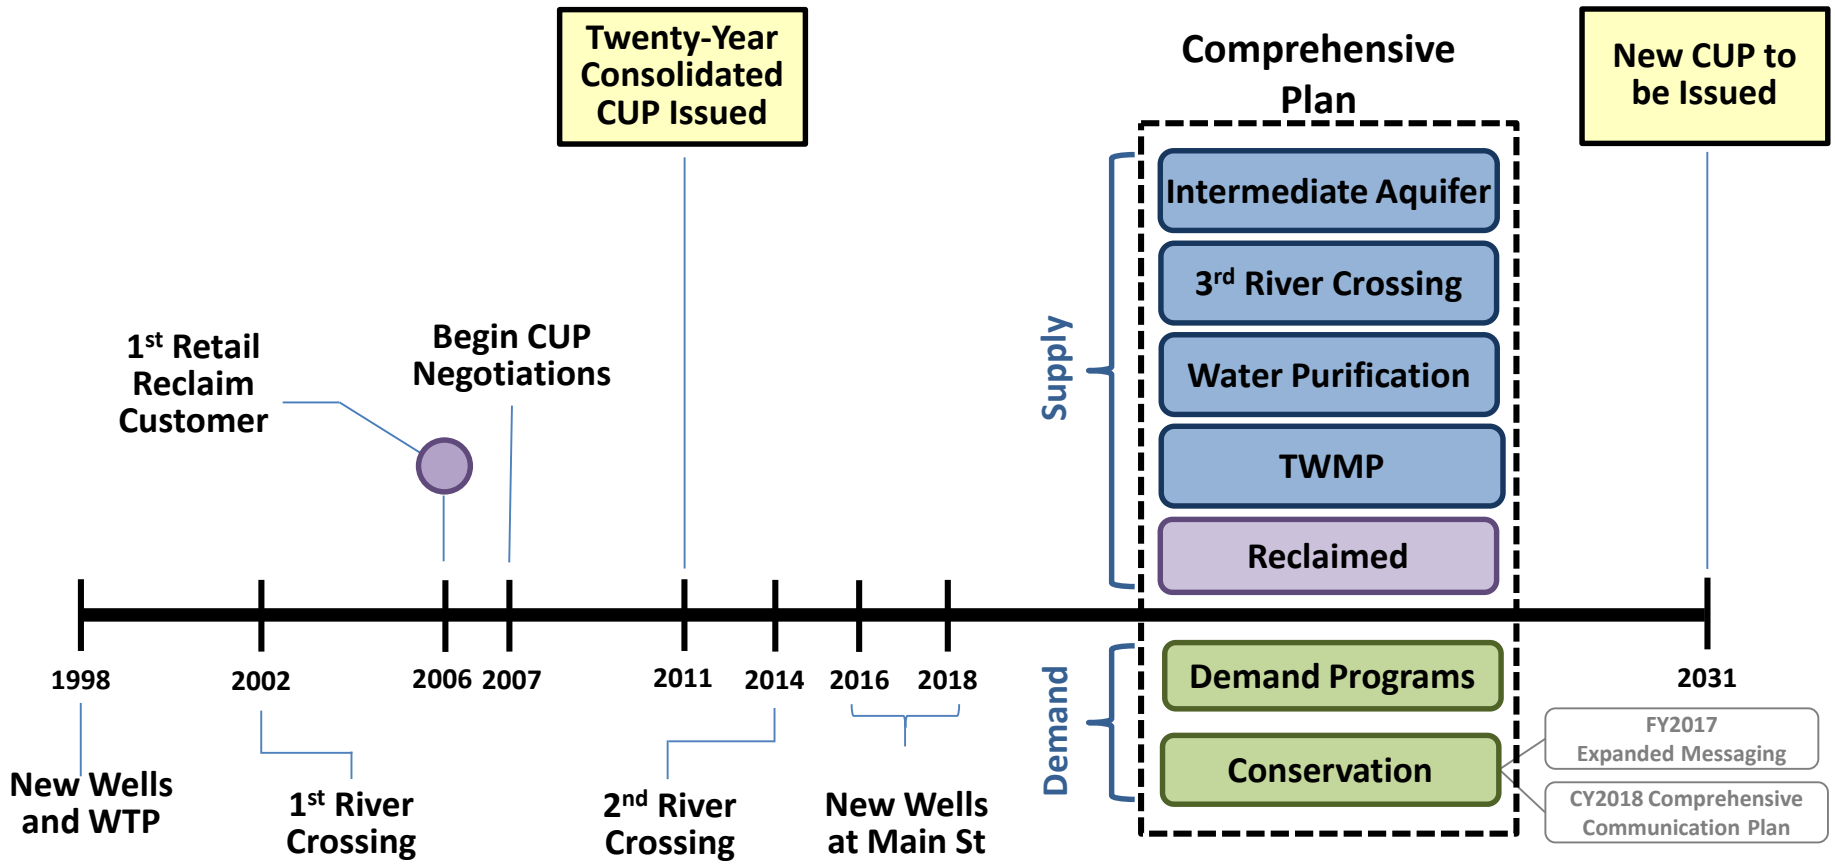 Twenty-Year
Consolidated
CUP Issued
Comprehensive
Plan
New CUP to
be Issued
Intermediate Aquifer
3rd River Crossing
Water Purification
TWMP
Reclaimed
Supply
1st Retail
Reclaim
Customer
Begin CUP
Negotiations
1998
2002
2006
2007
2011
2014
2016
2018
2031
Demand
Demand Programs
Conservation
FY2017
Expanded Messaging
CY2018 Comprehensive
Communication Plan
New Wells
and WTP
1st River
Crossing
2nd River
Crossing
New Wells
at Main St